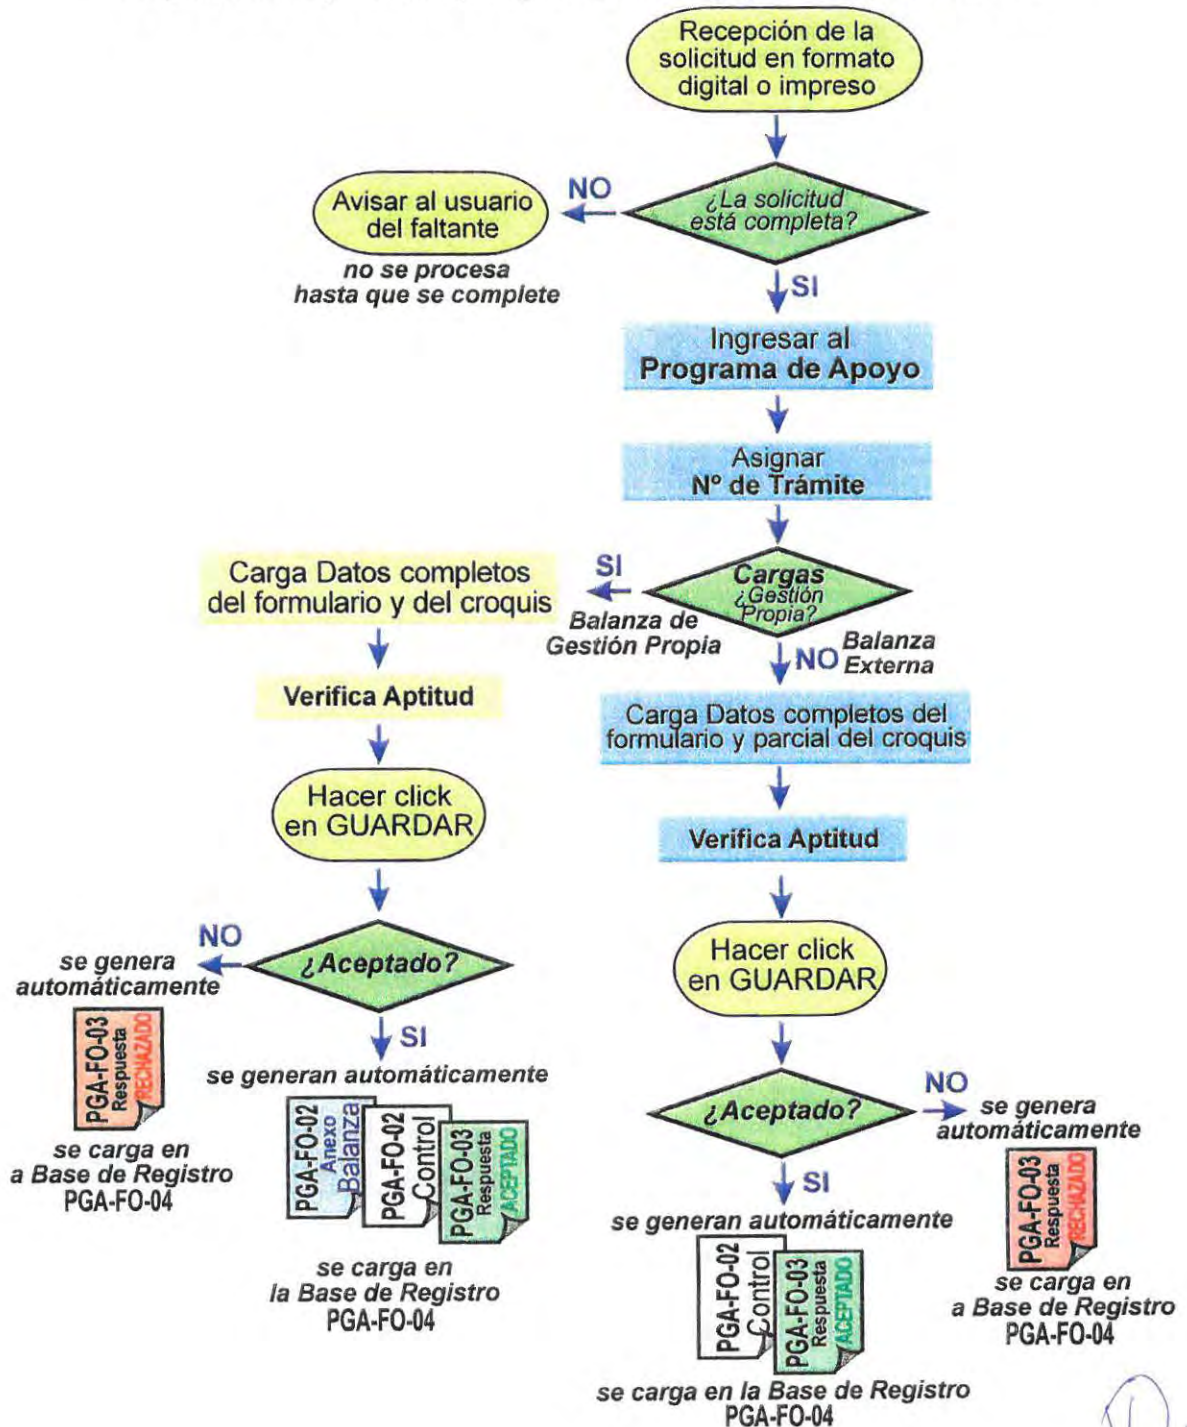 Recepción de la
solicitud en formato
digital o impreso
¿La solicitud
está completa?
NO
Avisar al usuario
del faltante
no se procesa
hasta que se complete
SI
Ingresar al
Programa de Apoyo
Asignar
Nº de Trámite
Cargas
¿Gestión
Propia?
SI
Balanza de
Gestión Propia
NO
Balanza
Externa
Carga Datos completos
del formulario y del croquis
Verifica Aptitud
Hacer click
en GUARDAR
¿Aceptado?
NO
se genera
automáticamente
PGA-FO-03
Respuesta
RECHAZADO
se carga en
a Base de Registro
PGA-FO-04
SI
se generan automáticamente
PGA-FO-02
Anexo
Balanza
PGA-FO-02
Control
PGA-FO-03
Respuesta
ACEPTADO
se carga en
la Base de Registro
PGA-FO-04
Carga Datos completos del
formulario y parcial del croquis
Verifica Aptitud
Hacer click
en GUARDAR
¿Aceptado?
NO
se genera
automáticamente
PGA-FO-03
Respuesta
RECHAZADO
se carga en
a Base de Registro
PGA-FO-04
SI
se generan automáticamente
PGA-FO-02
Control
PGA-FO-03
Respuesta
ACEPTADO
se carga en la Base de Registro
PGA-FO-04